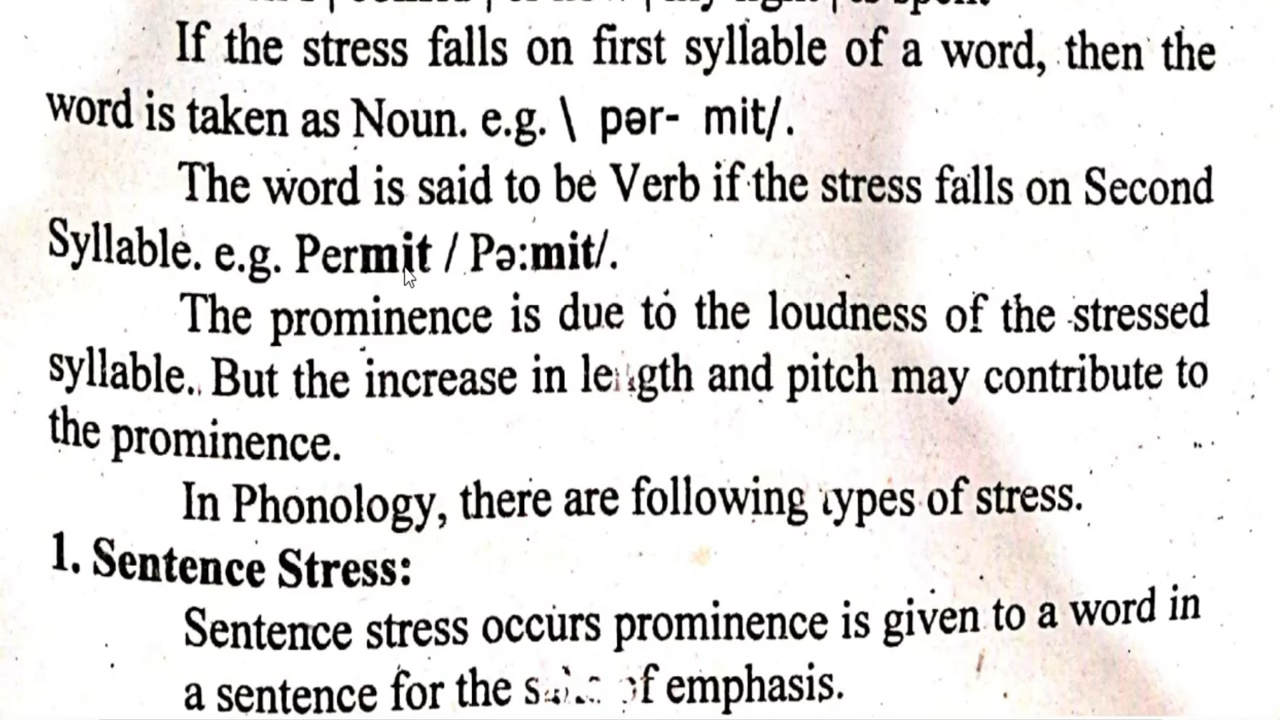 If the stress falls on first syllable of a word, then the
word is taken as Noun. e.g. \ pər- mit/.
The word is said to be Verb if the stress falls on Second
Syllable. e.g. Permit / Pə:mit/.
The prominence is due to the loudness of the stressed
syllable. But the increase in length and pitch may contribute to
the prominence.
In Phonology, there are following types of stress.
1. Sentence Stress:
Sentence stress occurs prominence is given to a word in
a sentence for the of emphasis.